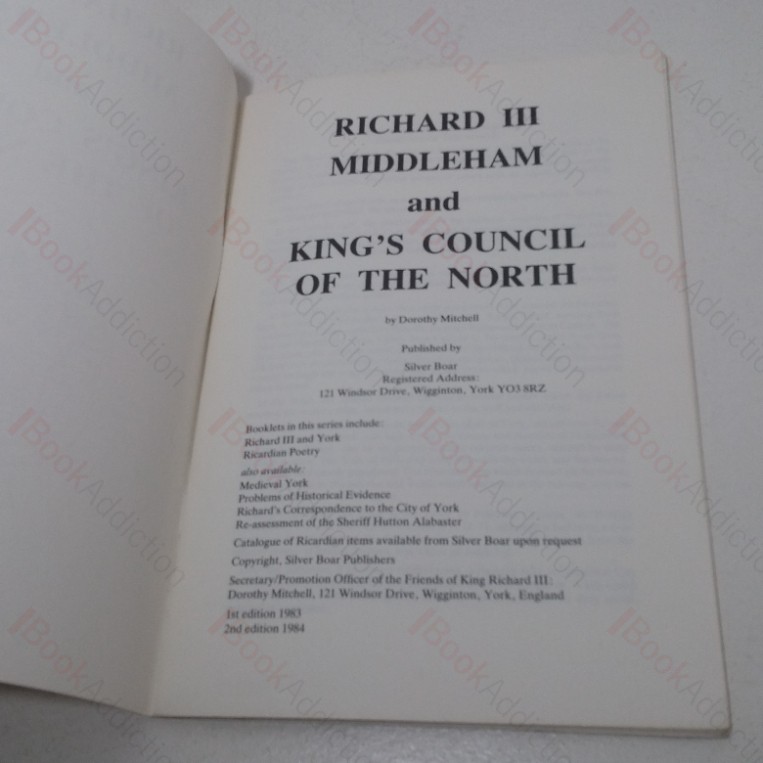 RICHARD III
MIDDLEHAM
and
KING'S COUNCIL
OF THE NORTH
by Dorothy Mitchell
Published by
Silver Boar
Registered Address:
121 Windsor Drive, Wigginton, York YO3 8RZ
Booklets in this series include:
Richard III and York
Ricardian Poetry
also available:
Medieval York
Problems of Historical Evidence
Richard's Correspondence to the City of York
Re-assessment of the Sheriff Hutton Alabaster
Catalogue of Ricardian items available from Silver Boar upon request
Copyright, Silver Boar Publishers
Secretary/Promotion Officer of the Friends of King Richard III:
Dorothy Mitchell, 121 Windsor Drive, Wigginton, York, England
1st edition 1983
2nd edition 1984
BookAddiction